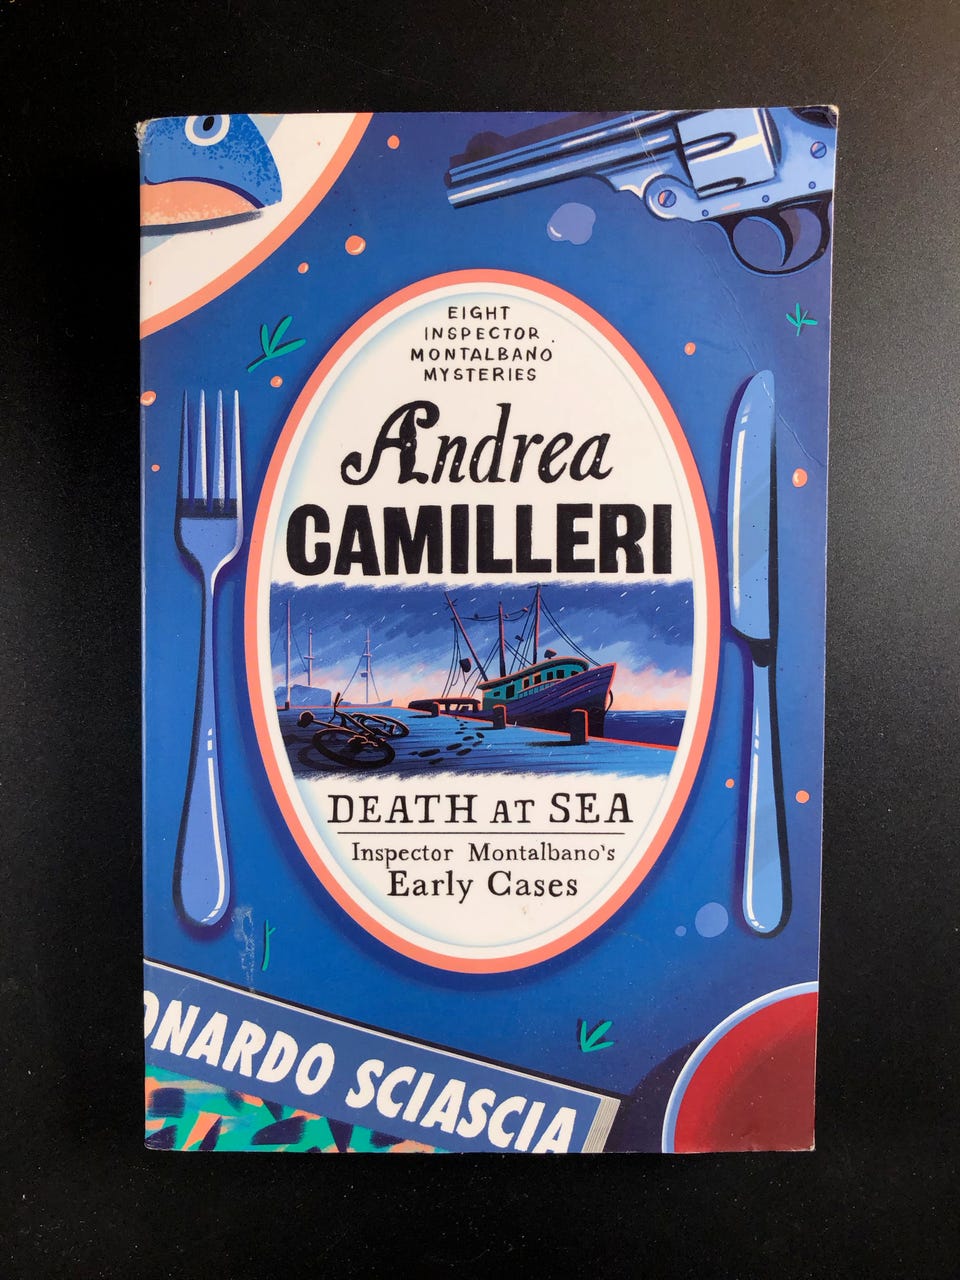 EIGHT
INSPECTOR
MONTALBANO
MYSTERIES
Andrea
CAMILLERI
DEATH AT SEA
Inspector Montalbano's
Early Cases
ONARDO SCIASCIA